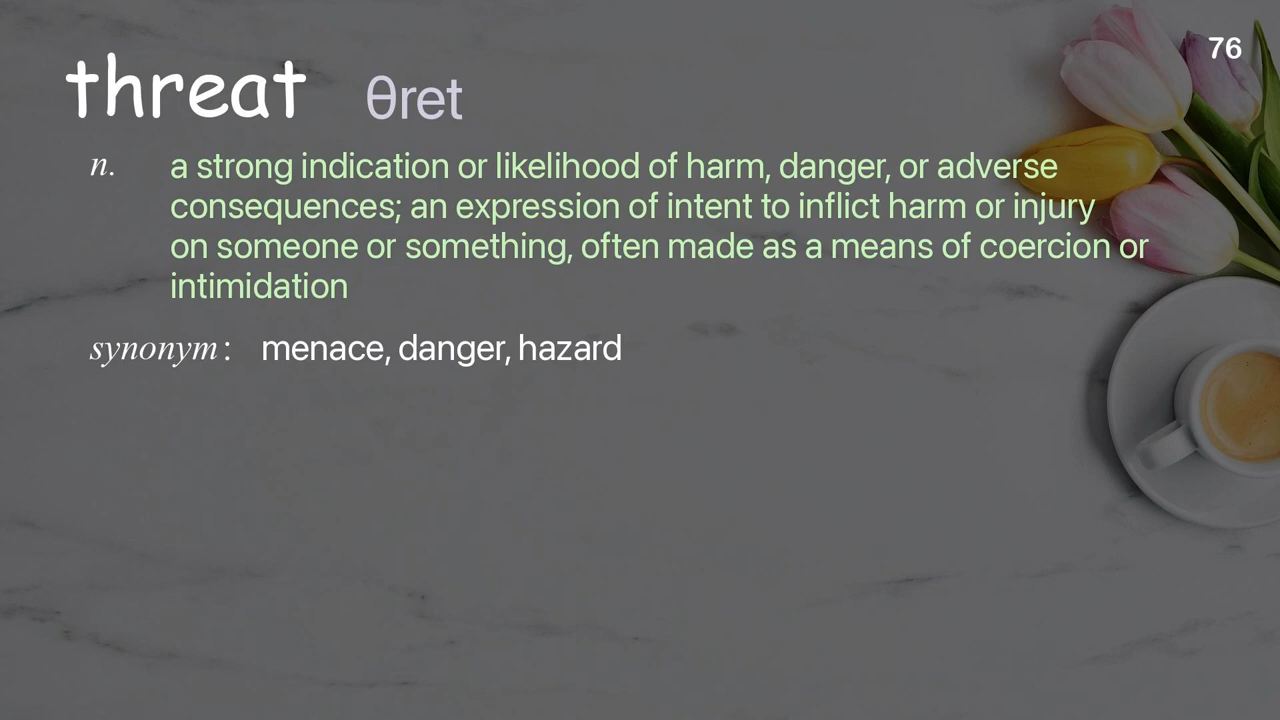 76
threat θret
n. a strong indication or likelihood of harm, danger, or adverse
consequences; an expression of intent to inflict harm or injury
on someone or something, often made as a means of coercion or
intimidation
synonym : menace, danger, hazard